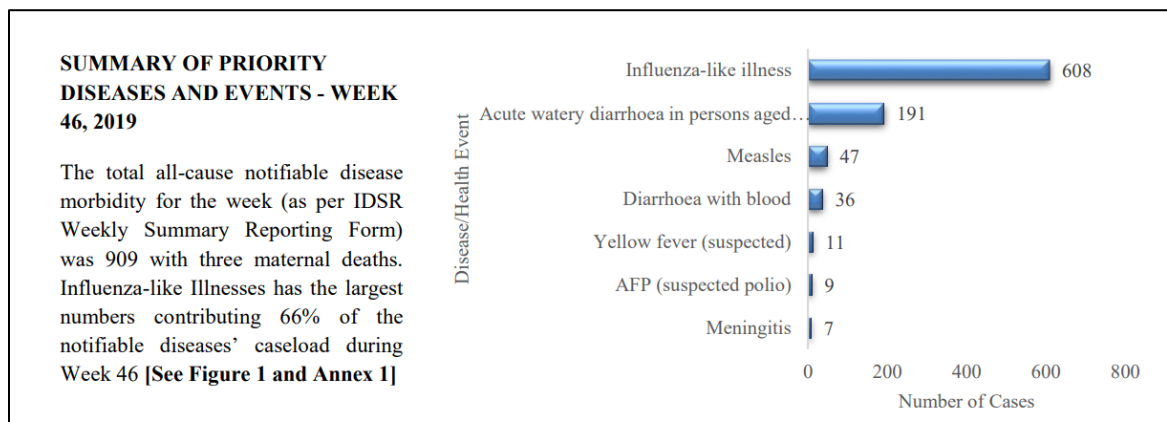 SUMMARY OF PRIORITY
DISEASES AND EVENTS - WEEK
46, 2019
The total all-cause notifiable disease
morbidity for the week (as per IDSR
Weekly Summary Reporting Form)
was 909 with three maternal deaths.
Influenza-like Illnesses has the largest
numbers contributing 66% of the
notifiable diseases' caseload during
Week 46 [See Figure 1 and Annex 1]
Disease/Health Event
Influenza-like illness 608
Acute watery diarrhoea in persons aged… 191
Measles 47
Diarrhoea with blood 36
Yellow fever (suspected) 11
AFP (suspected polio) 9
Meningitis 7
0 200 400 600 800
Number of Cases